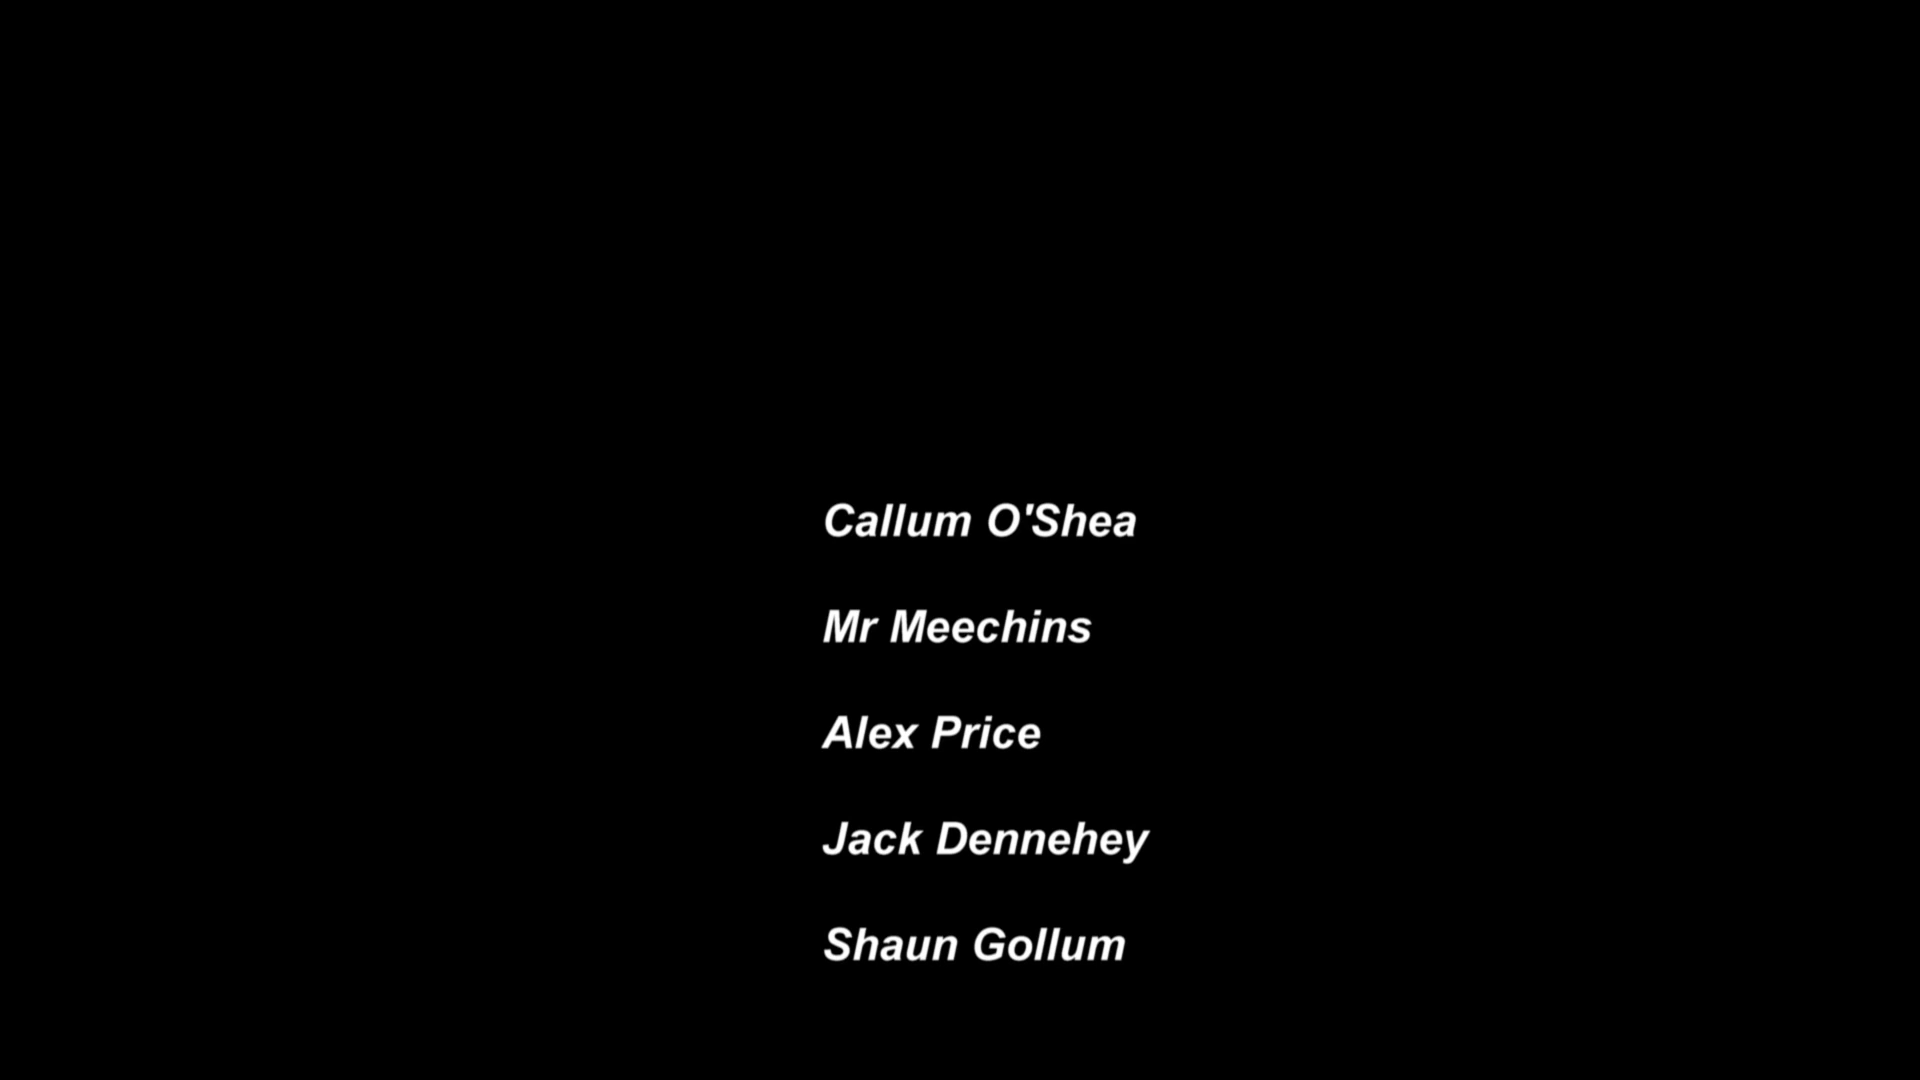 Callum O'Shea
Mr Meechins
Alex Price
Jack Dennehey
Shaun Gollum